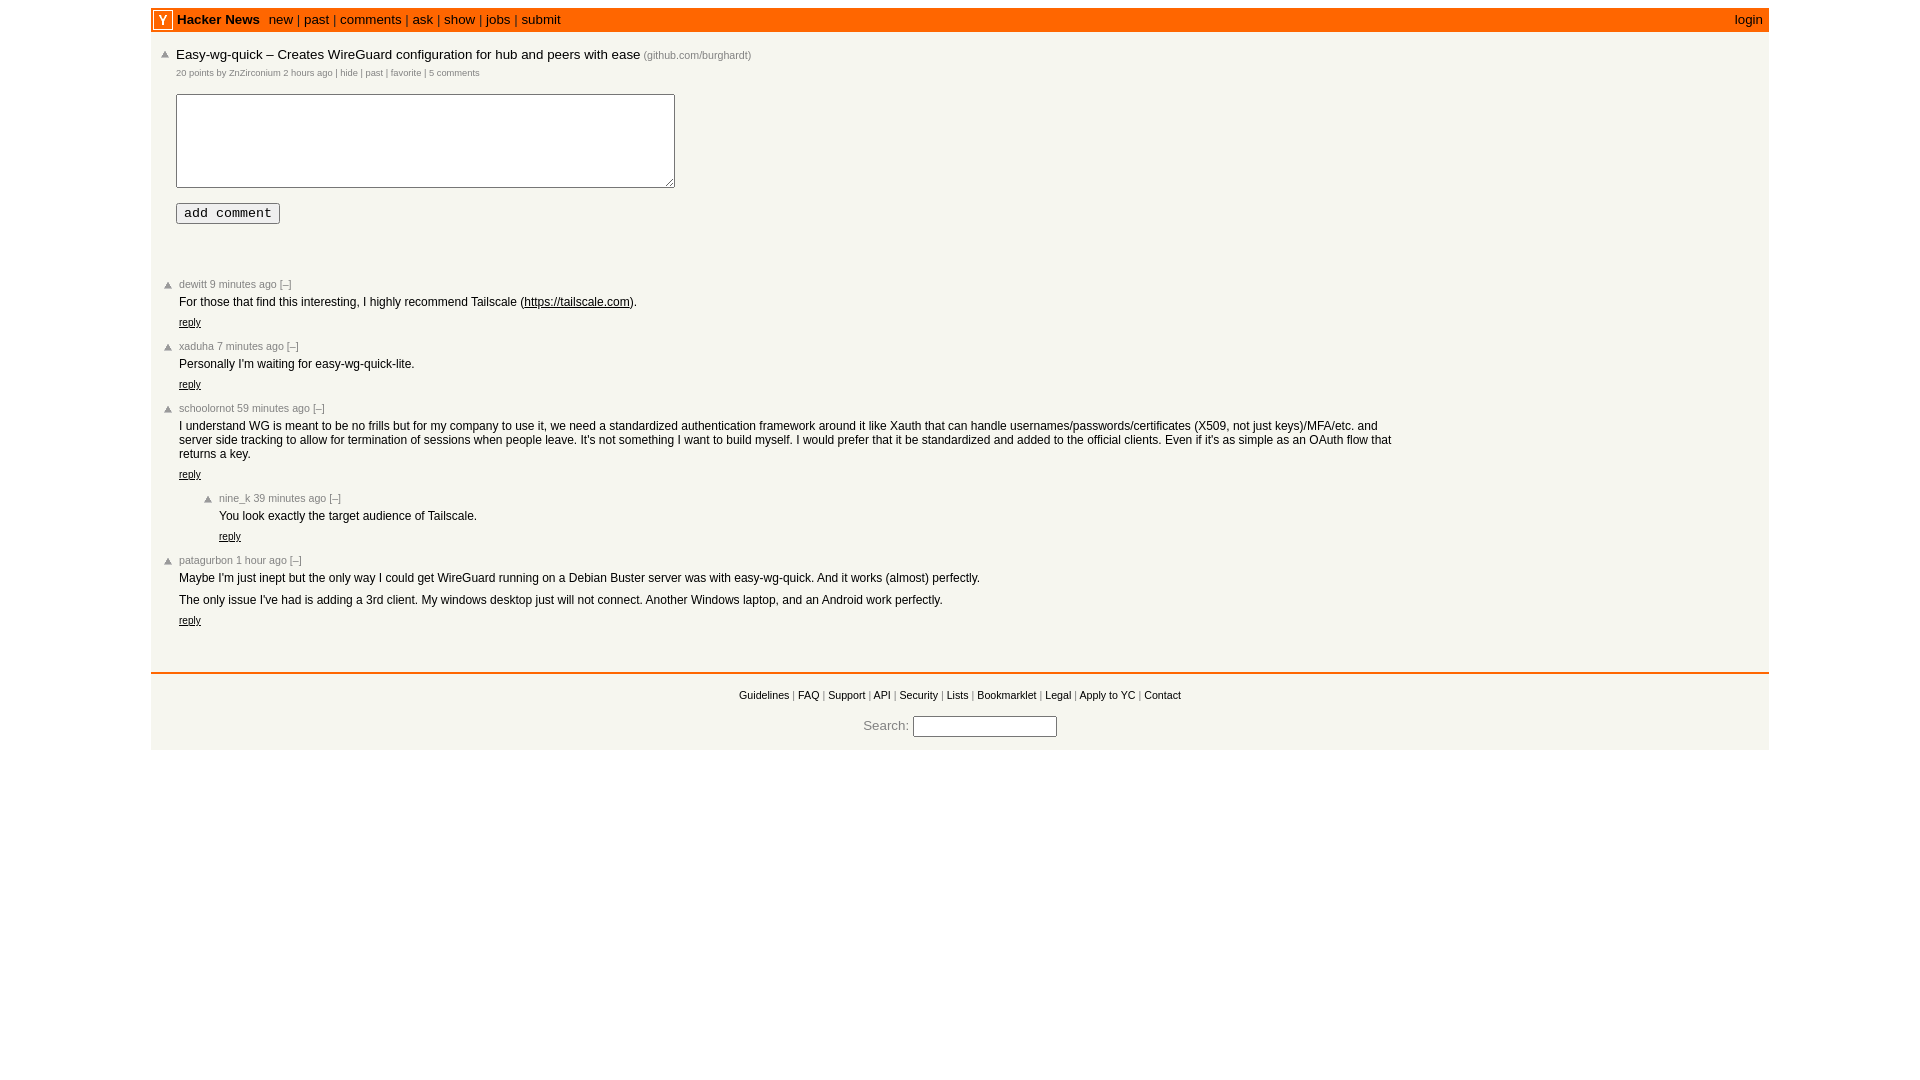 Y Hacker News new | past | comments | ask | show | jobs | submit login
Easy-wg-quick – Creates WireGuard configuration for hub and peers with ease (github.com/burghardt)
20 points by ZnZirconium 2 hours ago | hide | past | favorite | 5 comments
add comment
dewitt 9 minutes ago [–]
For those that find this interesting, I highly recommend Tailscale (https://tailscale.com).
reply
xaduha 7 minutes ago [–]
Personally I'm waiting for easy-wg-quick-lite.
reply
schoolornot 59 minutes ago [–]
I understand WG is meant to be no frills but for my company to use it, we need a standardized authentication framework around it like Xauth that can handle usernames/passwords/certificates (X509, not just keys)/MFA/etc. and
server side tracking to allow for termination of sessions when people leave. It's not something I want to build myself. I would prefer that it be standardized and added to the official clients. Even if it's as simple as an OAuth flow that
returns a key.
reply
nine_k 39 minutes ago [–]
You look exactly the target audience of Tailscale.
reply
patagurbon 1 hour ago [–]
Maybe I'm just inept but the only way I could get WireGuard running on a Debian Buster server was with easy-wg-quick. And it works (almost) perfectly.
The only issue I've had is adding a 3rd client. My windows desktop just will not connect. Another Windows laptop, and an Android work perfectly.
reply
Guidelines | FAQ | Support | API | Security | Lists | Bookmarklet | Legal | Apply to YC | Contact
Search: